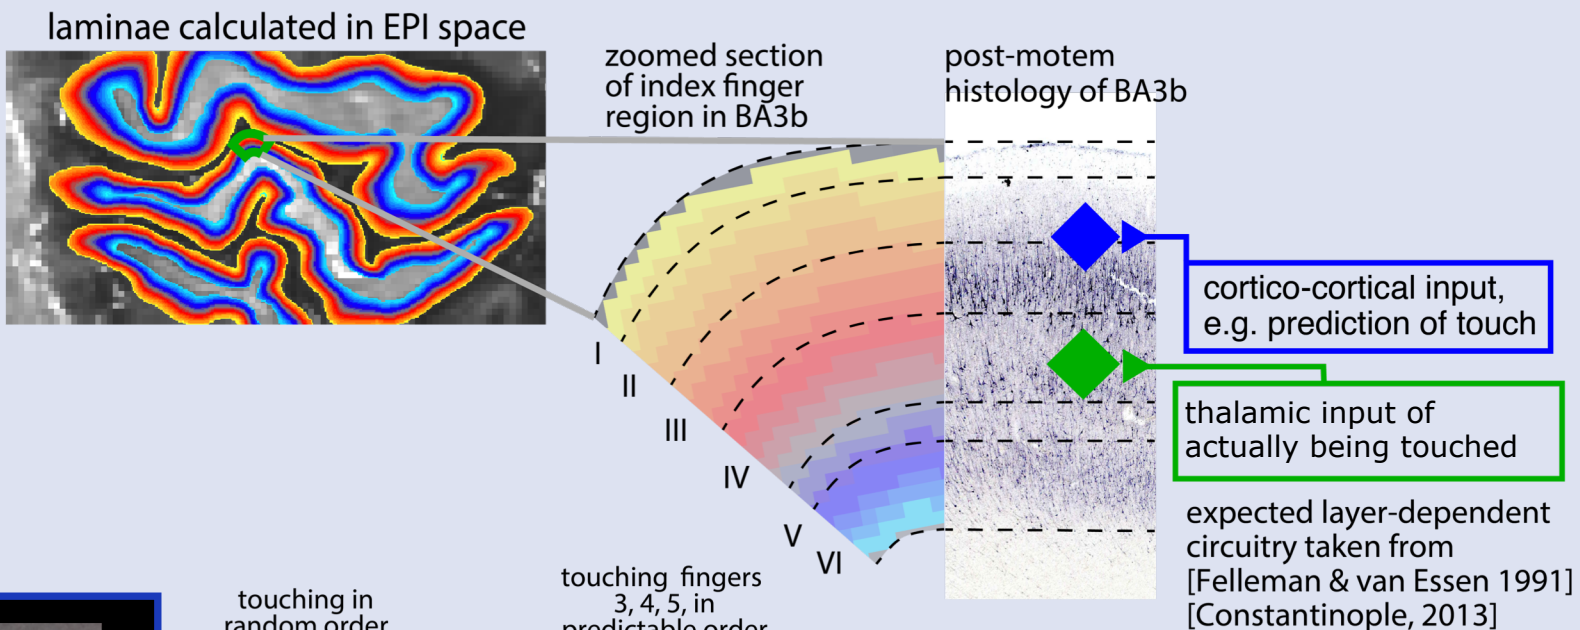 laminae calculated in EPI space
zoomed section
of index finger
region in BA3b
post-motem
histology of BA3b
I
II
III
IV
V
VI
cortico-cortical input,
e.g. prediction of touch
thalamic input of
actually being touched
expected layer-dependent
circuitry taken from
[Felleman & van Essen 1991]
[Constantinople, 2013]
touching in
random order
touching fingers
3, 4, 5, in
predictable order